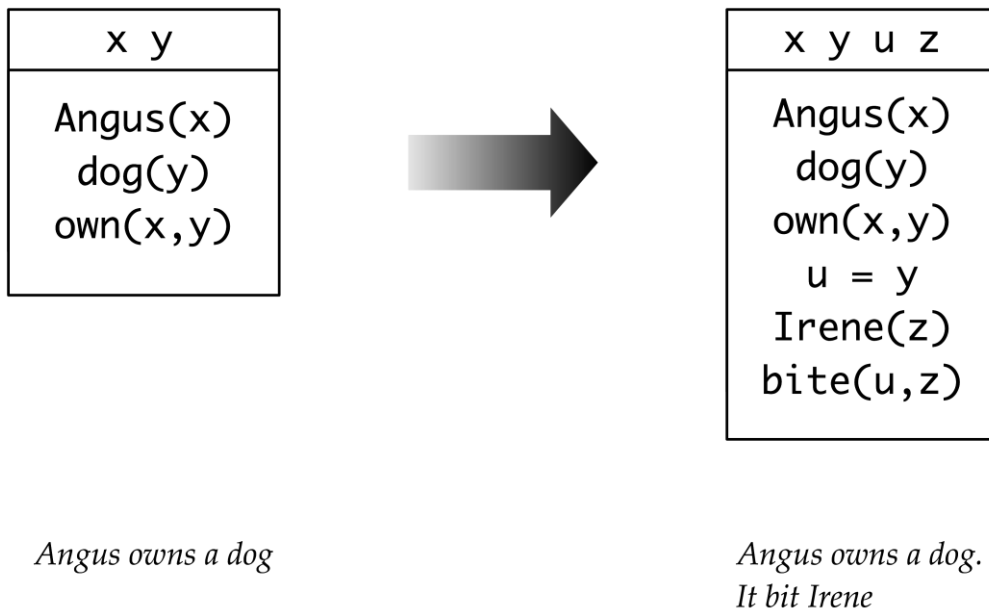 x y
Angus(x)
dog(y)
own(x,y)
Angus owns a dog
x y u z
Angus(x)
dog(y)
own(x,y)
u = y
Irene(z)
bite(u,z)
Angus owns a dog.
It bit Irene